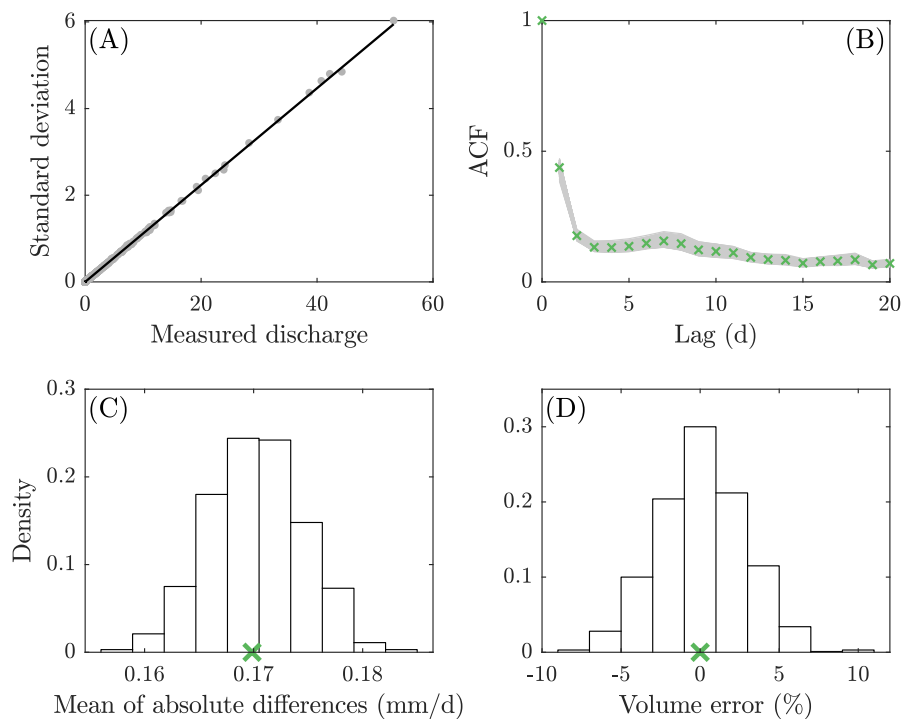 (A)
Standard deviation
6
4
2
0
0 20 40 60
Measured discharge
(B)
ACF
1
0.5
0
0 5 10 15 20
Lag (d)
(C)
Density
0.3
0.2
0.1
0
0.16 0.17 0.18
Mean of absolute differences (mm/d)
(D)
0.3
0.2
0.1
0
-10 -5 0 5 10
Volume error (%)